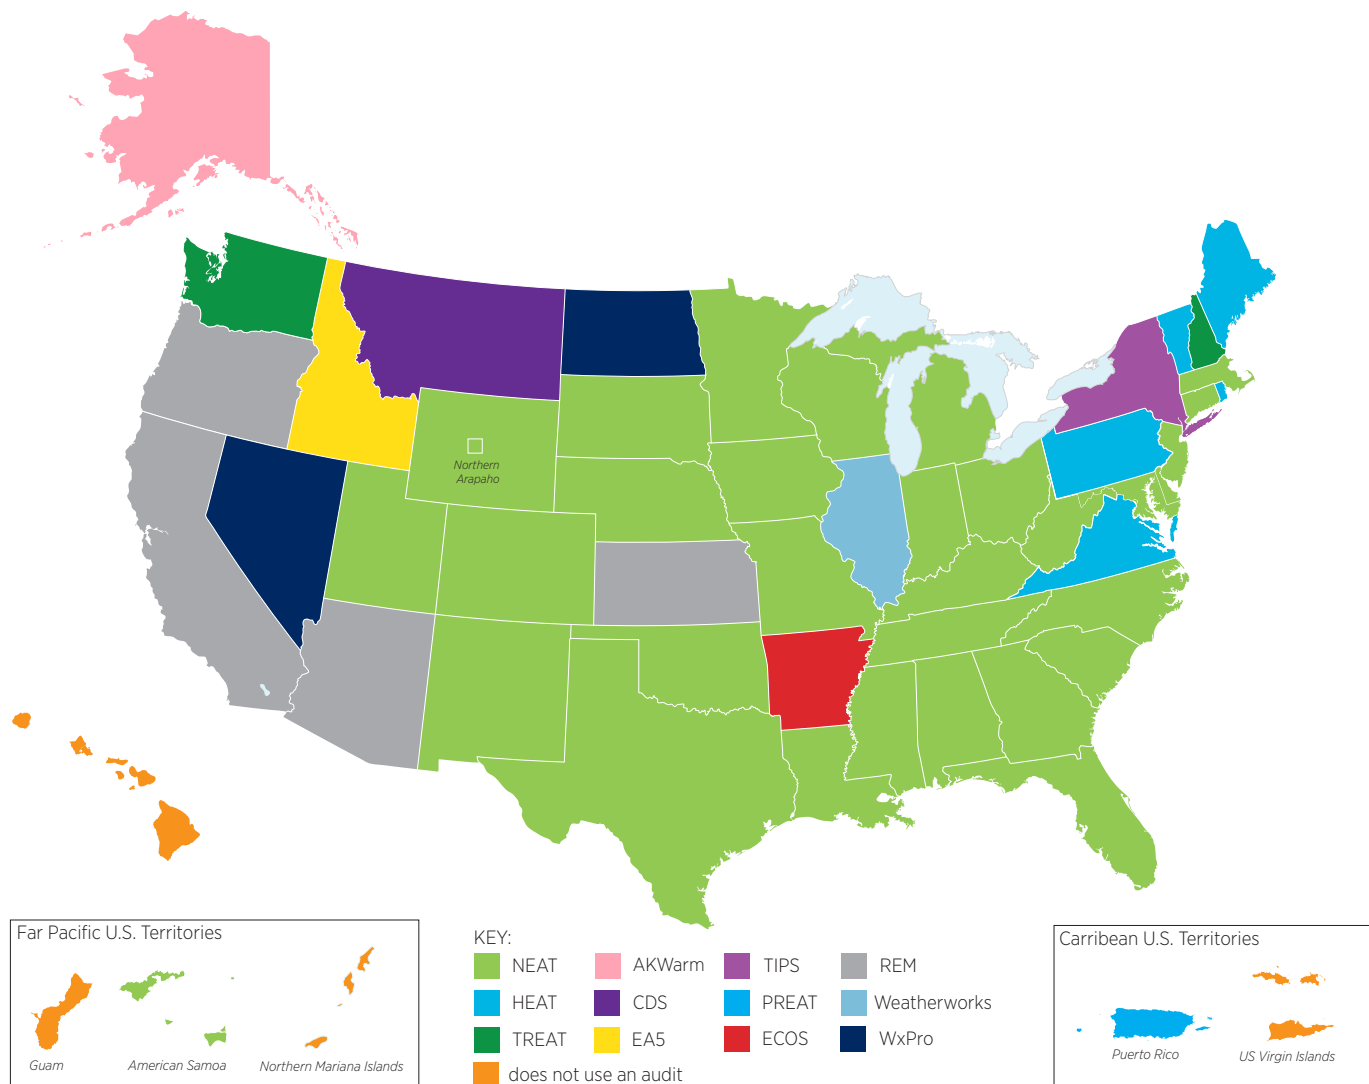 Northern
Arapaho
Far Pacific U.S. Territories
Guam
American Samoa
Northern Mariana Islands
KEY:
NEAT
AKWarm
TIPS
REM
HEAT
CDS
PREAT
Weatherworks
TREAT
EA5
ECOS
WxPro
does not use an audit
Carribean U.S. Territories
Puerto Rico
US Virgin Islands